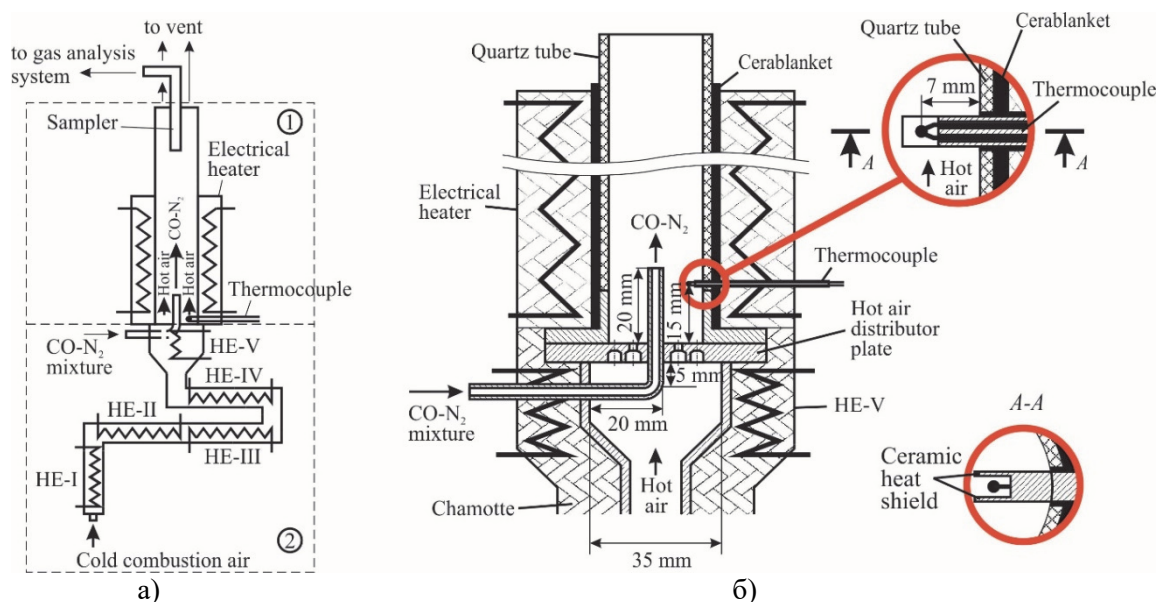 to vent
to gas analysis
system
Sampler
①
Electrical
heater
CO-N₂
Hot air
Hot air
Thermocouple
CO-N₂
mixture
HE-V
HE-IV
HE-II
HE-III
HE-I
②
Cold combustion air
а)
Quartz tube
Cerablanket
Electrical
heater
CO-N₂
Thermocouple
20 mm
15 mm
Hot air
distributor
plate
5 mm
CO-N₂
mixture
20 mm
HE-V
Hot
air
Chamotte
35 mm
Quartz tube
Cerablanket
7 mm
Thermocouple
A
A
Hot
air
A-A
Ceramic
heat
shield
б)